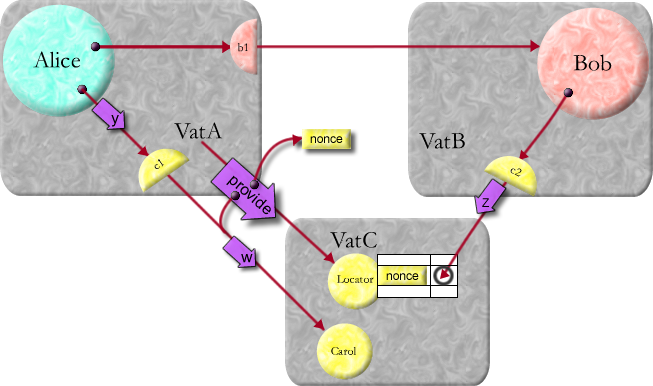 Alice
b1
Bob
y
VatA
nonce
VatB
c1
c2
provide
z
VatC
w
Locator
nonce
Carol